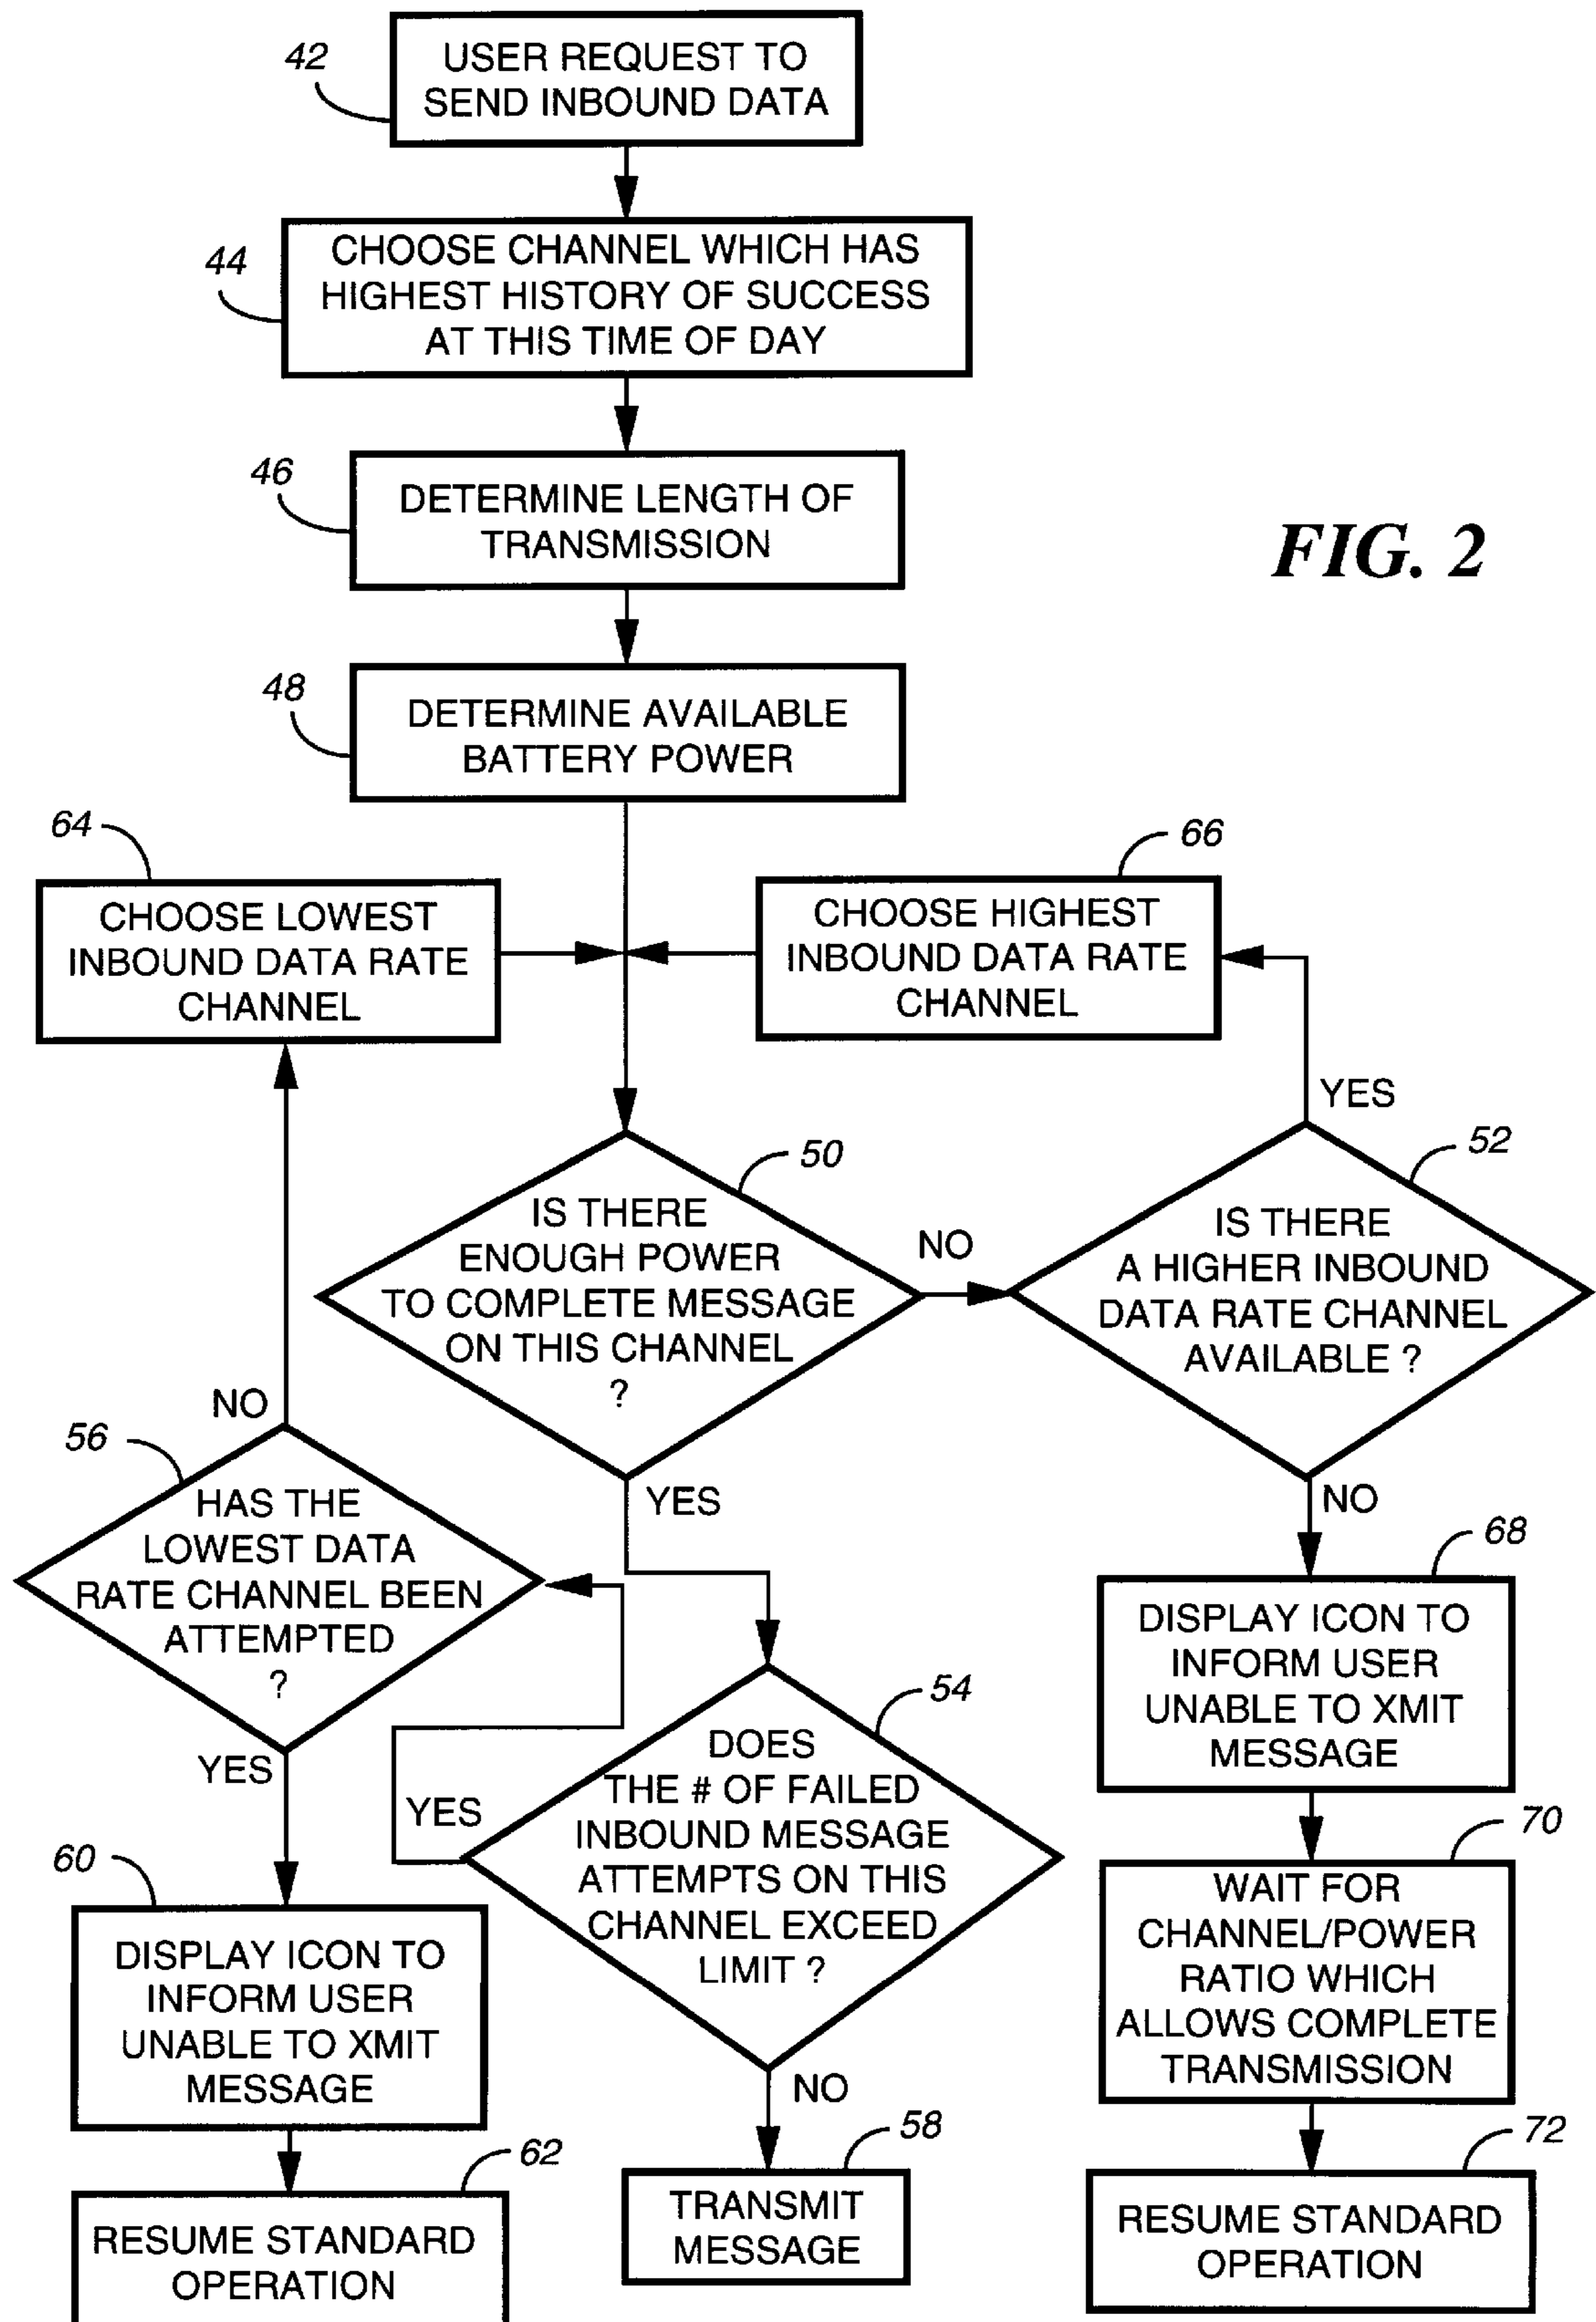 42
USER REQUEST TO
SEND INBOUND DATA
44
CHOOSE CHANNEL WHICH HAS
HIGHEST HISTORY OF SUCCESS
AT THIS TIME OF DAY
46
DETERMINE LENGTH OF
TRANSMISSION
FIG. 2
48
DETERMINE AVAILABLE
BATTERY POWER
64
CHOOSE LOWEST
INBOUND DATA RATE
CHANNEL
66
CHOOSE HIGHEST
INBOUND DATA RATE
CHANNEL
YES
50
IS THERE
ENOUGH POWER
TO COMPLETE MESSAGE
ON THIS CHANNEL
?
NO
52
IS THERE
A HIGHER INBOUND
DATA RATE CHANNEL
AVAILABLE ?
NO
56
HAS THE
LOWEST DATA
RATE CHANNEL BEEN
ATTEMPTED
?
YES
YES
NO
54
DOES
THE # OF FAILED
INBOUND MESSAGE
ATTEMPTS ON THIS
CHANNEL EXCEED
LIMIT ?
YES
NO
68
DISPLAY ICON TO
INFORM USER
UNABLE TO XMIT
MESSAGE
70
WAIT FOR
CHANNEL/POWER
RATIO WHICH
ALLOWS COMPLETE
TRANSMISSION
60
DISPLAY ICON TO
INFORM USER
UNABLE TO XMIT
MESSAGE
62
RESUME STANDARD
OPERATION
58
TRANSMIT
MESSAGE
72
RESUME STANDARD
OPERATION